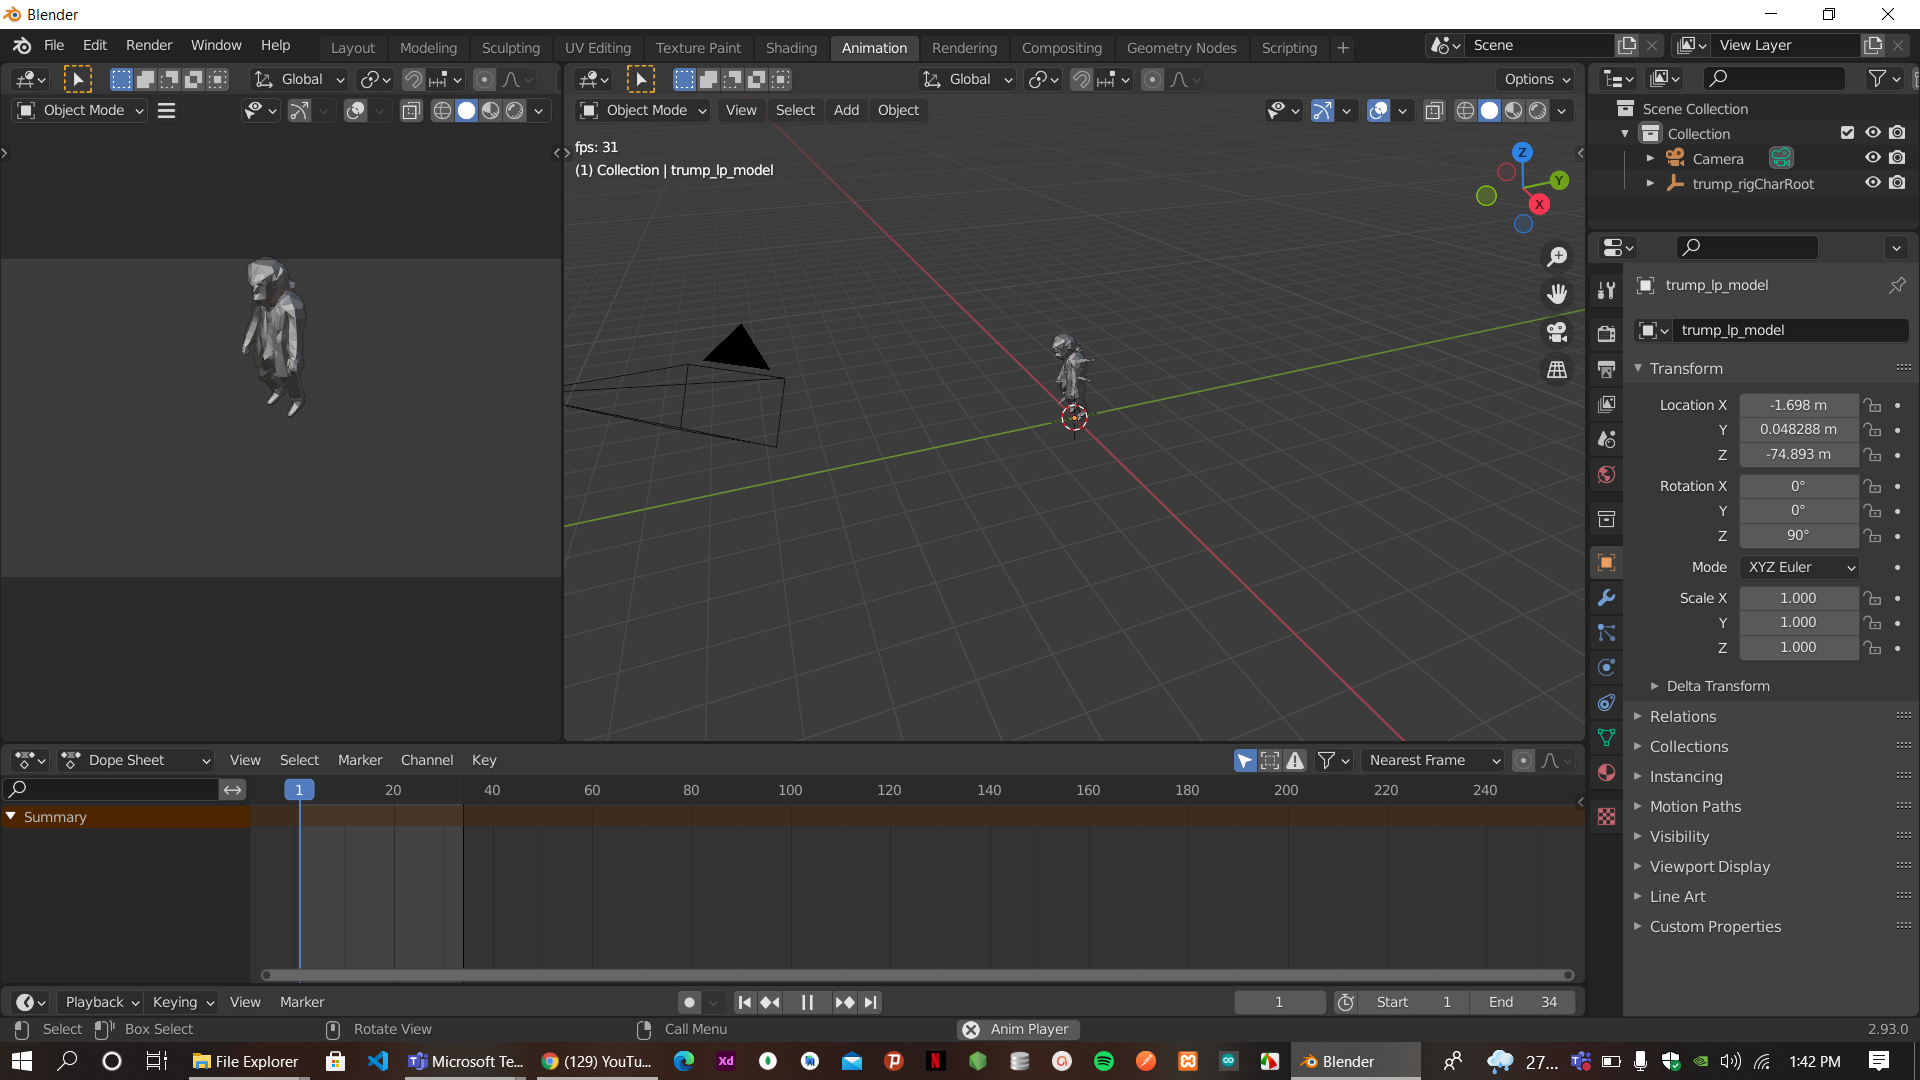 Blender
File Edit Render Window Help Layout Modeling Sculpting UV Editing Texture Paint Shading Animation Rendering Compositing Geometry Nodes Scripting + Scene View Layer
Global Global Options
Object Mode Object Mode View Select Add Object
fps: 31
(1) Collection | trump_lp_model
Z
Y
X
Scene Collection
Collection
Camera
trump_rigCharRoot
trump_lp_model
trump_lp_model
Transform
Location X -1.698 m
Y 0.048288 m
Z -74.893 m
Rotation X 0°
Y 0°
Z 90°
Mode XYZ Euler
Scale X 1.000
Y 1.000
Z 1.000
Delta Transform
Relations
Collections
Instancing
Motion Paths
Visibility
Viewport Display
Line Art
Custom Properties
Dope Sheet View Select Marker Channel Key Nearest Frame
1 20 40 60 80 100 120 140 160 180 200 220 240
Summary
Playback Keying View Marker 1 Start 1 End 34
Select Box Select Rotate View Call Menu Anim Player 2.93.0
File Explorer Microsoft Te... (129) YouTu... Xd N Blender 27... 1:42 PM